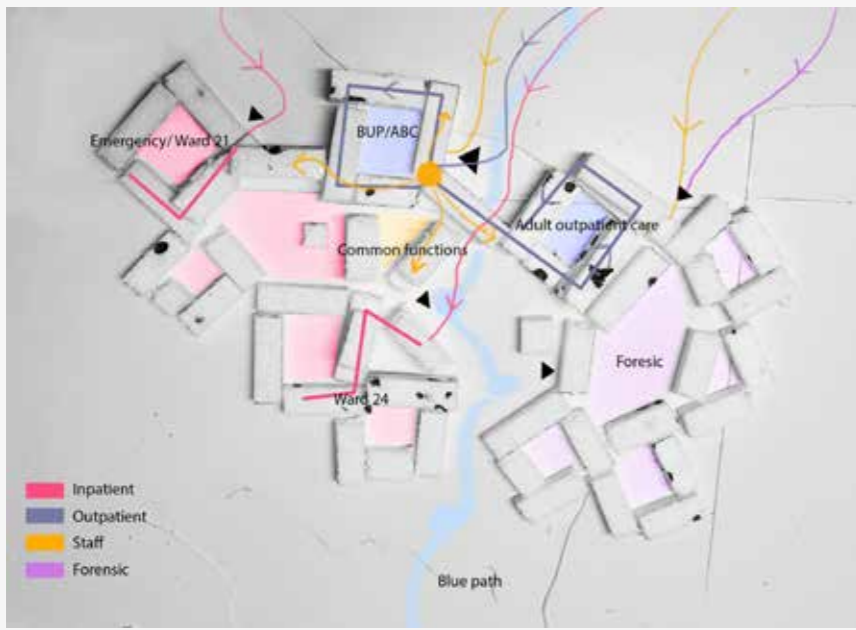 BUP/ABC
Emergency/ Ward 21
Adult outpatient care
Common functions
Foresic
Ward 24
Inpatient
Outpatient
Staff
Forensic
Blue path